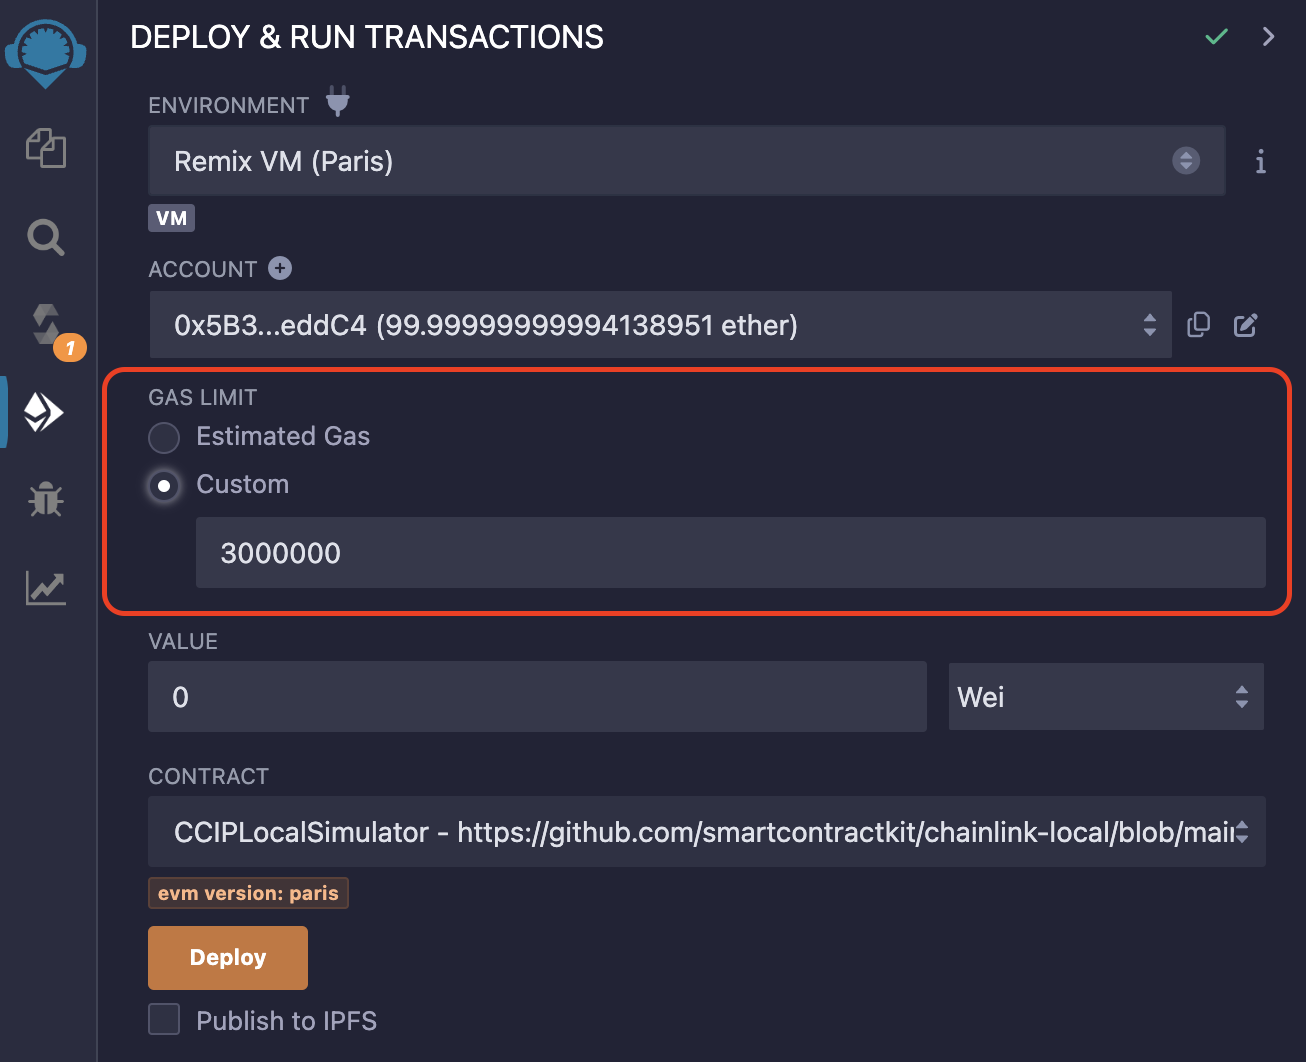 DEPLOY & RUN TRANSACTIONS
ENVIRONMENT
Remix VM (Paris)
i
VM
ACCOUNT
0x5B3...eddC4 (99.99999999994138951 ether)
1
GAS LIMIT
Estimated Gas
Custom
3000000
VALUE
0
Wei
CONTRACT
CCIPLocalSimulator - https://github.com/smartcontractkit/chainlink-local/blob/main
evm version: paris
Deploy
Publish to IPFS